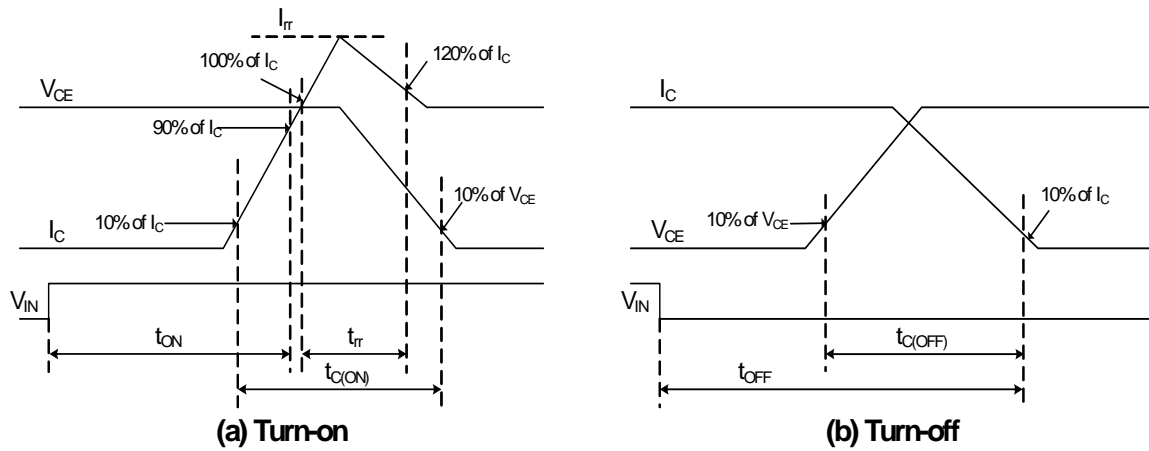 Irr
100% of IC
120% of IC
VCE
90% of IC
10% of IC
10% of VCE
IC
VIN
tON
trr
tC(ON)
(a) Turn-on
IC
10% of VCE
10% of IC
VCE
VIN
tC(OFF)
tOFF
(b) Turn-off